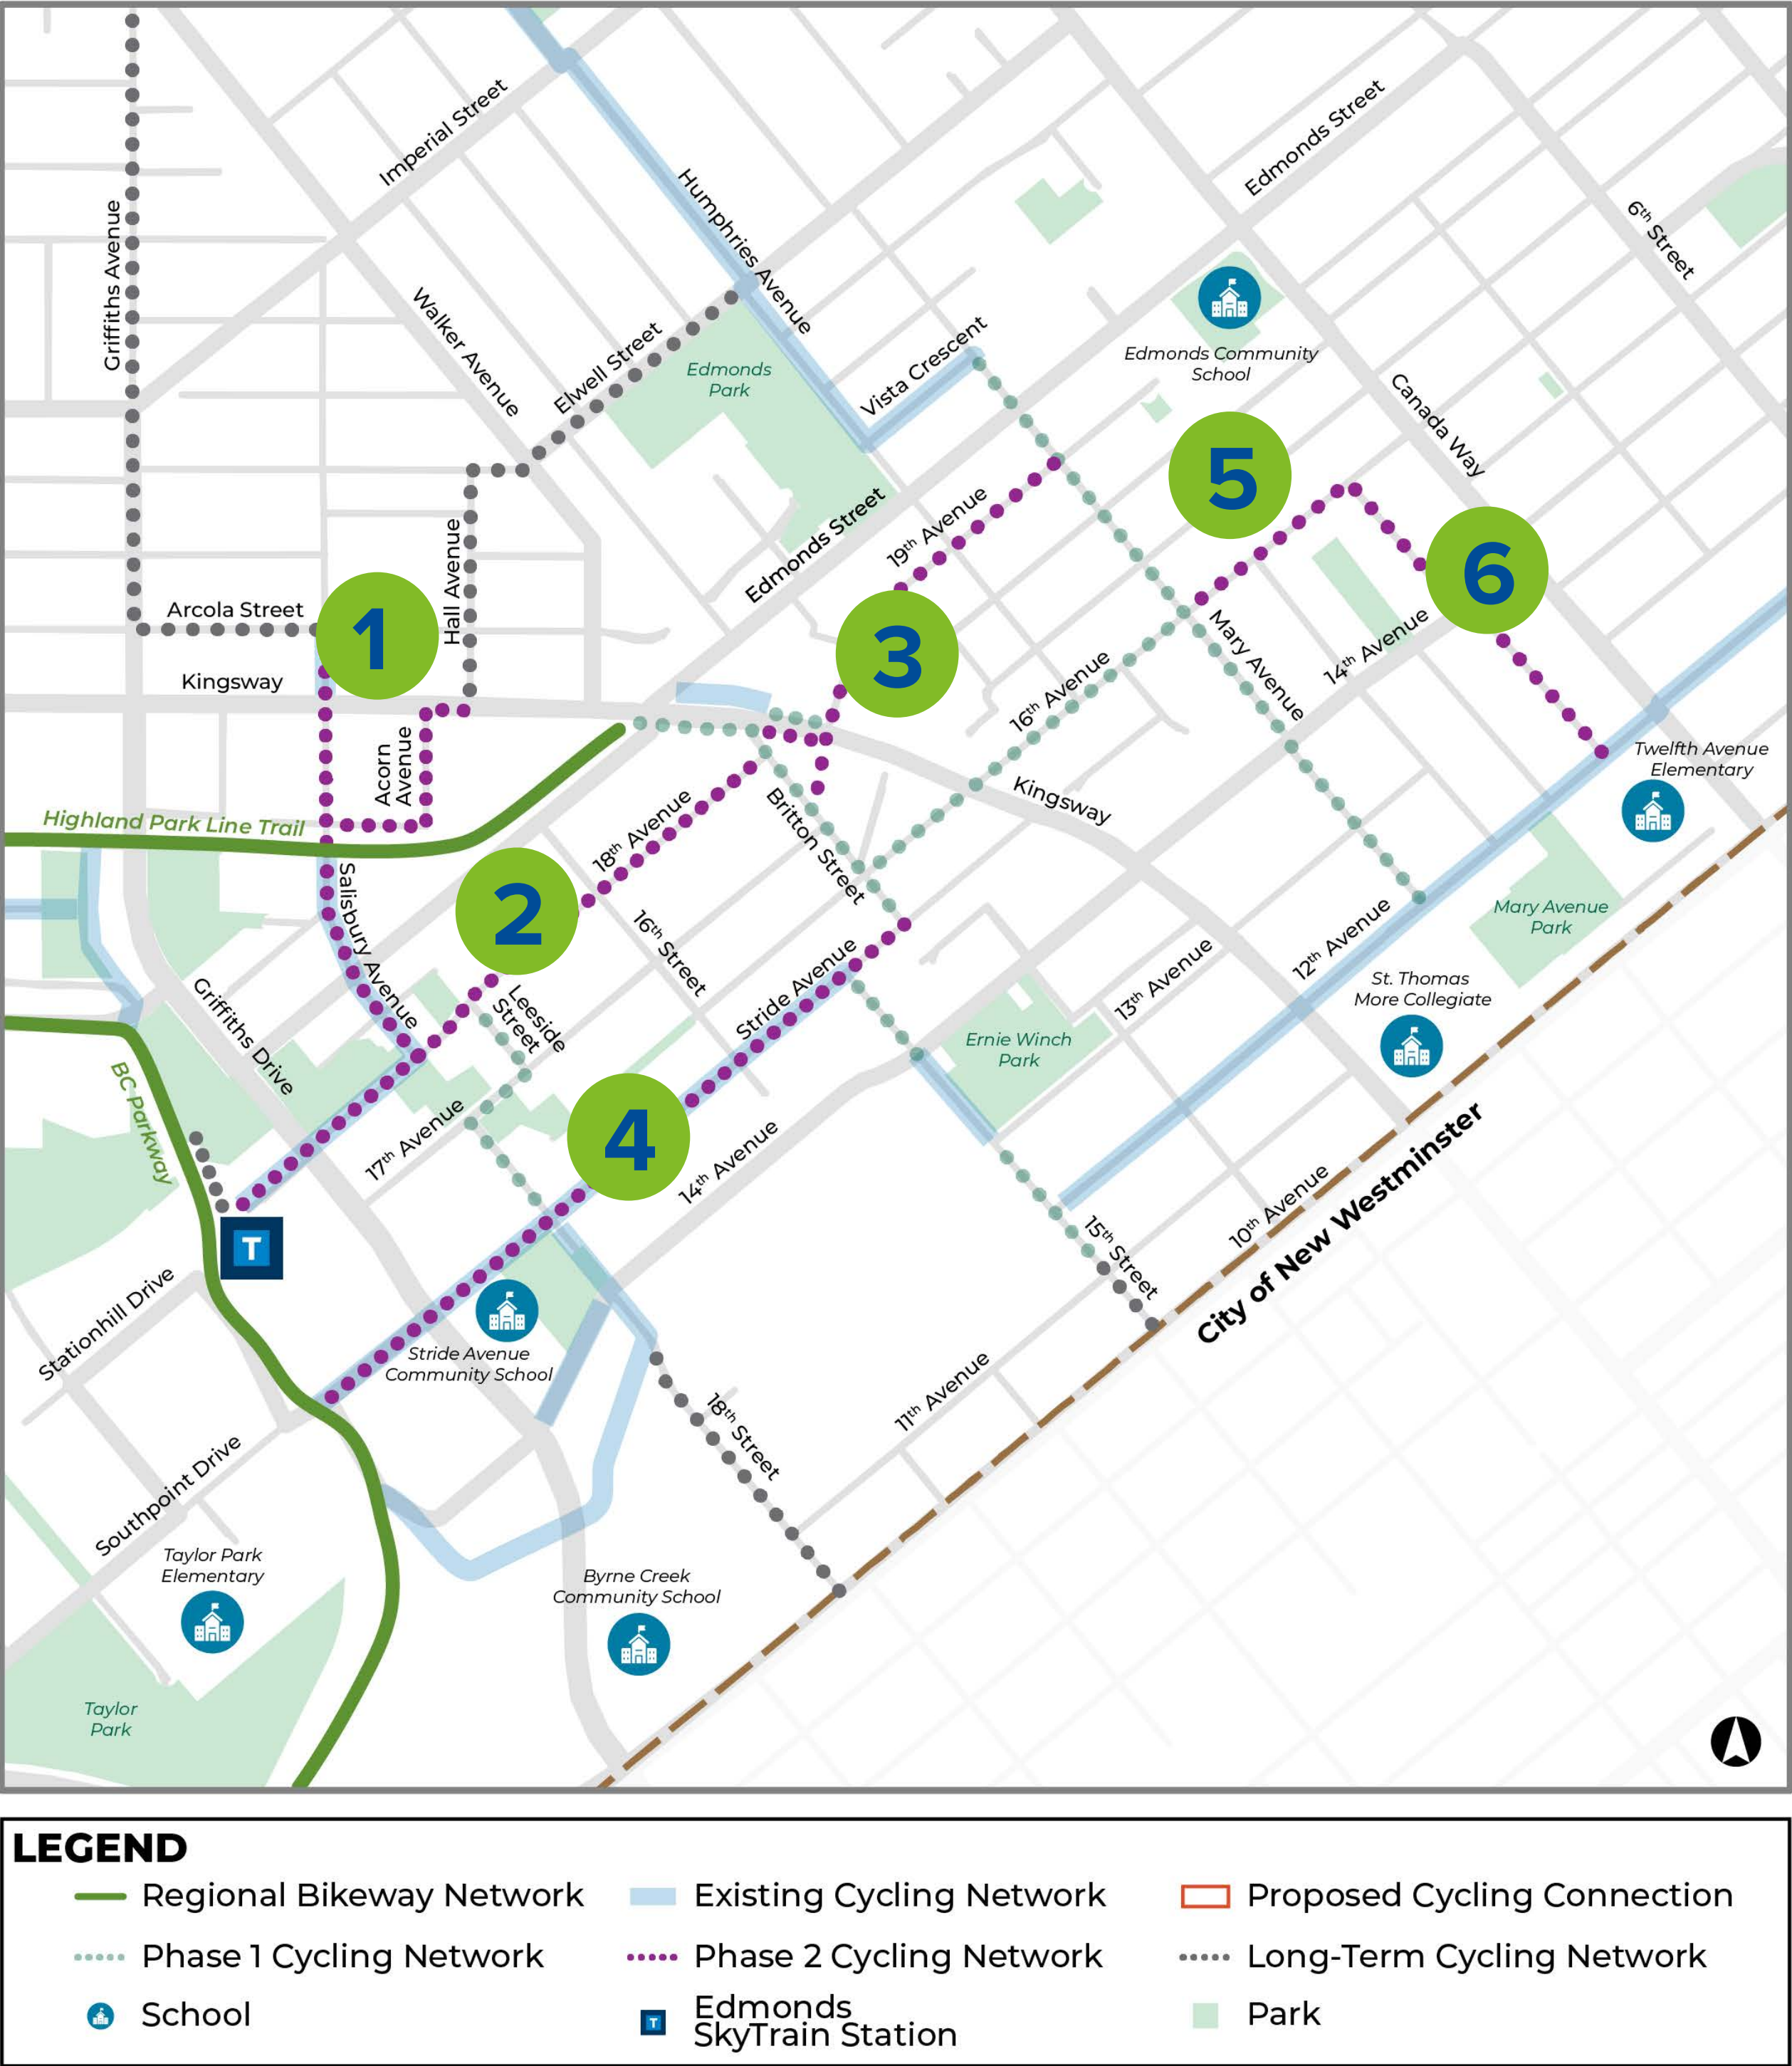 Imperial Street
Edmonds Street
6th Street
Griffiths Avenue
Humphries Avenue
Walker Avenue
Elwell Street
Vista Crescent
Edmonds
Park
Edmonds Community
School
Canada Way
5
6
19th Avenue
Edmonds Street
Hall Avenue
Arcola Street
1
3
Kingsway
Mary Avenue
14th Avenue
16th Avenue
Acorn
Avenue
Twelfth Avenue
Elementary
Highland Park Line Trail
18th Avenue
Britton Street
Kingsway
2
Salisbury Avenue
16th Street
Stride Avenue
12th Avenue
Mary Avenue
Park
13th Avenue
St. Thomas
More Collegiate
Griffiths Drive
Leeside
Street
Ernie Winch
Park
BC Parkway
17th Avenue
4
14th Avenue
10th Avenue
City of New Westminster
15th Street
T
Stationhill Drive
Stride Avenue
Community School
11th Avenue
18th Street
Southpoint Drive
Taylor Park
Elementary
Byrne Creek
Community School
Taylor
Park
LEGEND
Regional Bikeway Network
Existing Cycling Network
Proposed Cycling Connection
Phase 1 Cycling Network
Phase 2 Cycling Network
Long-Term Cycling Network
School
T
Edmonds
SkyTrain Station
Park